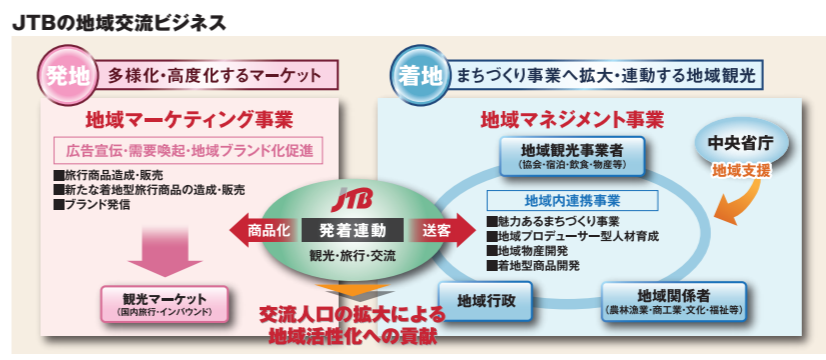 JTBの地域交流ビジネス
発地 多様化・高度化するマーケット
地域マーケティング事業
広告宣伝・需要喚起・地域ブランド化促進
■旅行商品造成・販売
■新たな着地型旅行商品の造成・販売
■ブランド発信
観光マーケット
(国内旅行・インバウンド)
JTB
商品化 発着連動 送客
観光・旅行・交流
交流人口の拡大による
地域活性化への貢献
着地 まちづくり事業へ拡大・連動する地域観光
地域マネジメント事業
地域観光事業者
(協会・宿泊・飲食・物産等)
中央省庁
地域支援
地域内連携事業
■魅力あるまちづくり事業
■地域プロデューサー型人材育成
■地域物産開発
■着地型商品開発
地域行政
地域関係者
(農林漁業・商工業・文化・福祉等)